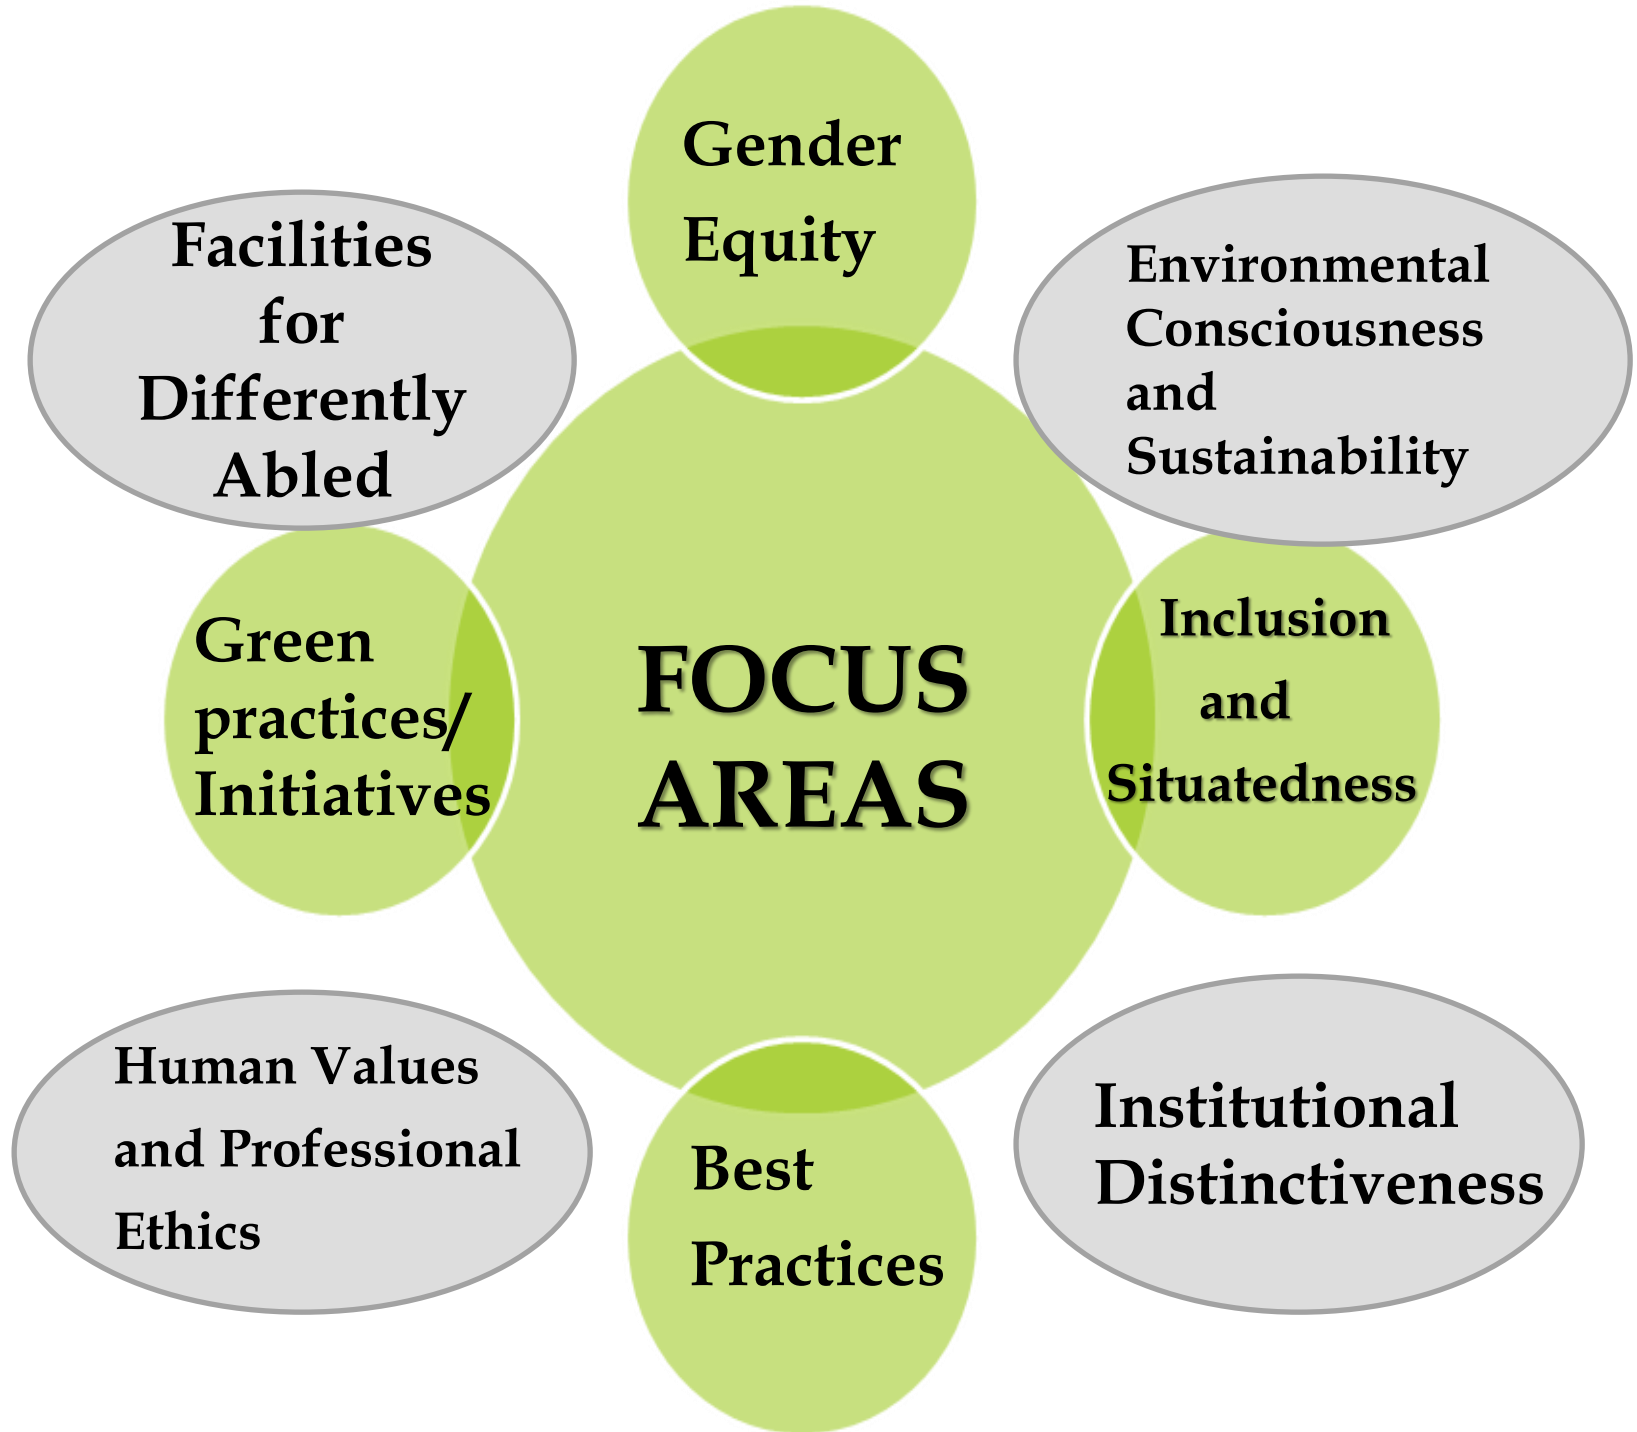 Gender
Equity
Facilities
for
Differently
Abled
Environmental
Consciousness
and
Sustainability
Green
practices/
Initiatives
FOCUS
AREAS
Inclusion
and
Situatedness
Human Values
and Professional
Ethics
Best
Practices
Institutional
Distinctiveness